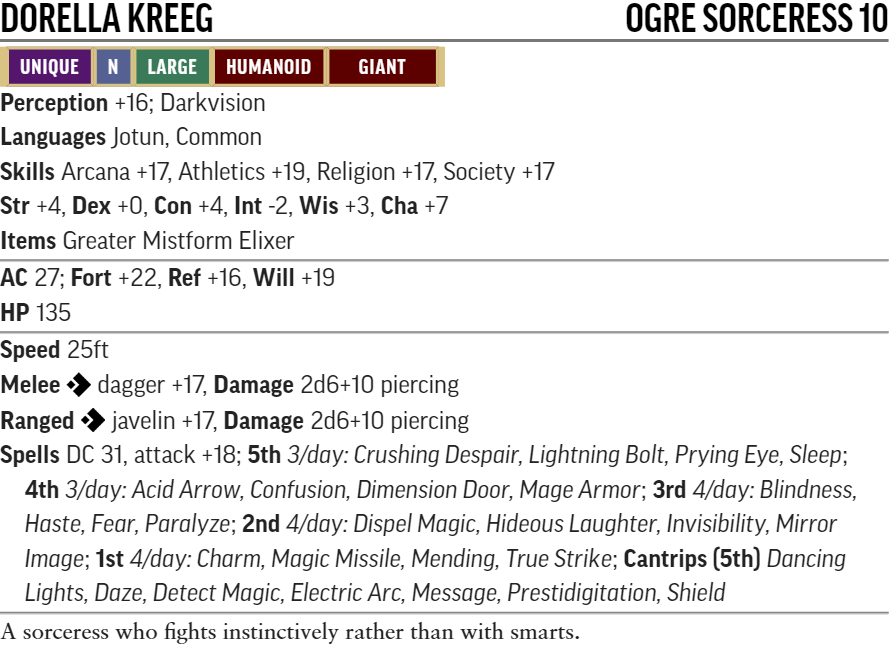 DORELLA KREEG OGRE SORCERESS 10
UNIQUE N LARGE HUMANOID GIANT
Perception +16; Darkvision
Languages Jotun, Common
Skills Arcana +17, Athletics +19, Religion +17, Society +17
Str +4, Dex +0, Con +4, Int -2, Wis +3, Cha +7
Items Greater Mistform Elixer
AC 27; Fort +22, Ref +16, Will +19
HP 135
Speed 25ft
Melee dagger +17, Damage 2d6+10 piercing
Ranged javelin +17, Damage 2d6+10 piercing
Spells DC 31, attack +18; 5th 3/day: Crushing Despair, Lightning Bolt, Prying Eye, Sleep;
4th 3/day: Acid Arrow, Confusion, Dimension Door, Mage Armor; 3rd 4/day: Blindness,
Haste, Fear, Paralyze; 2nd 4/day: Dispel Magic, Hideous Laughter, Invisibility, Mirror
Image; 1st 4/day: Charm, Magic Missile, Mending, True Strike; Cantrips (5th) Dancing
Lights, Daze, Detect Magic, Electric Arc, Message, Prestidigitation, Shield
A sorceress who fights instinctively rather than with smarts.